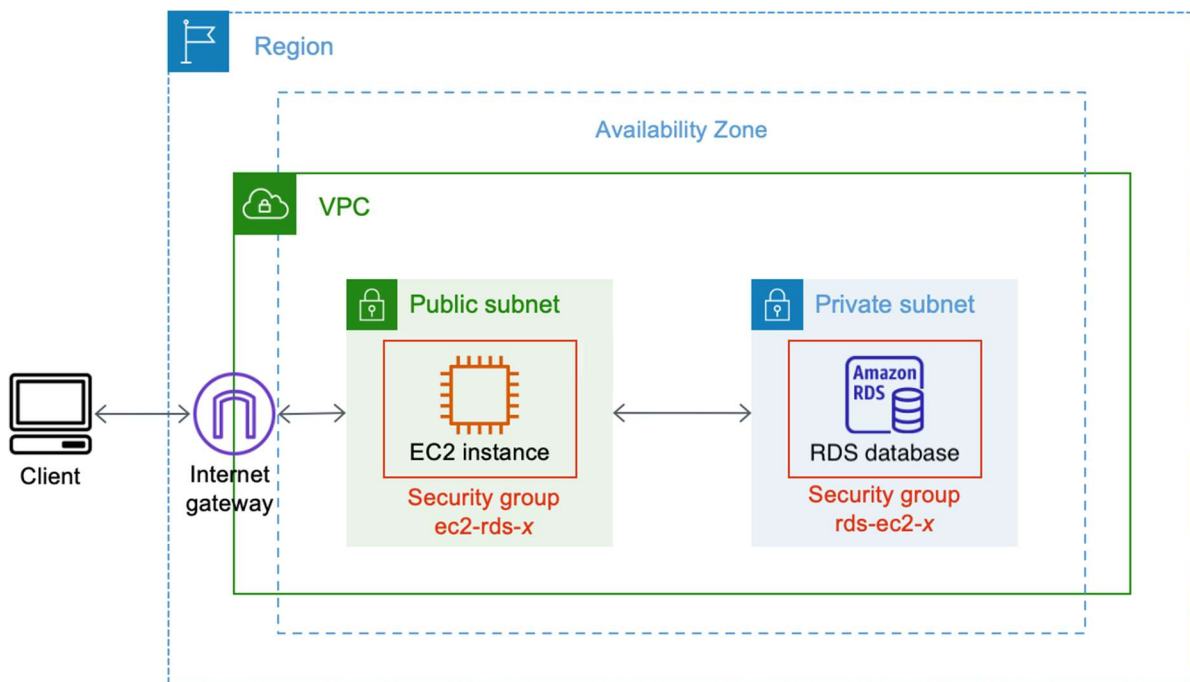 Region
Availability Zone
VPC
Public subnet
Private subnet
Amazon
RDS
EC2 instance
RDS database
Client
Internet
gateway
Security group
ec2-rds-x
Security group
rds-ec2-x